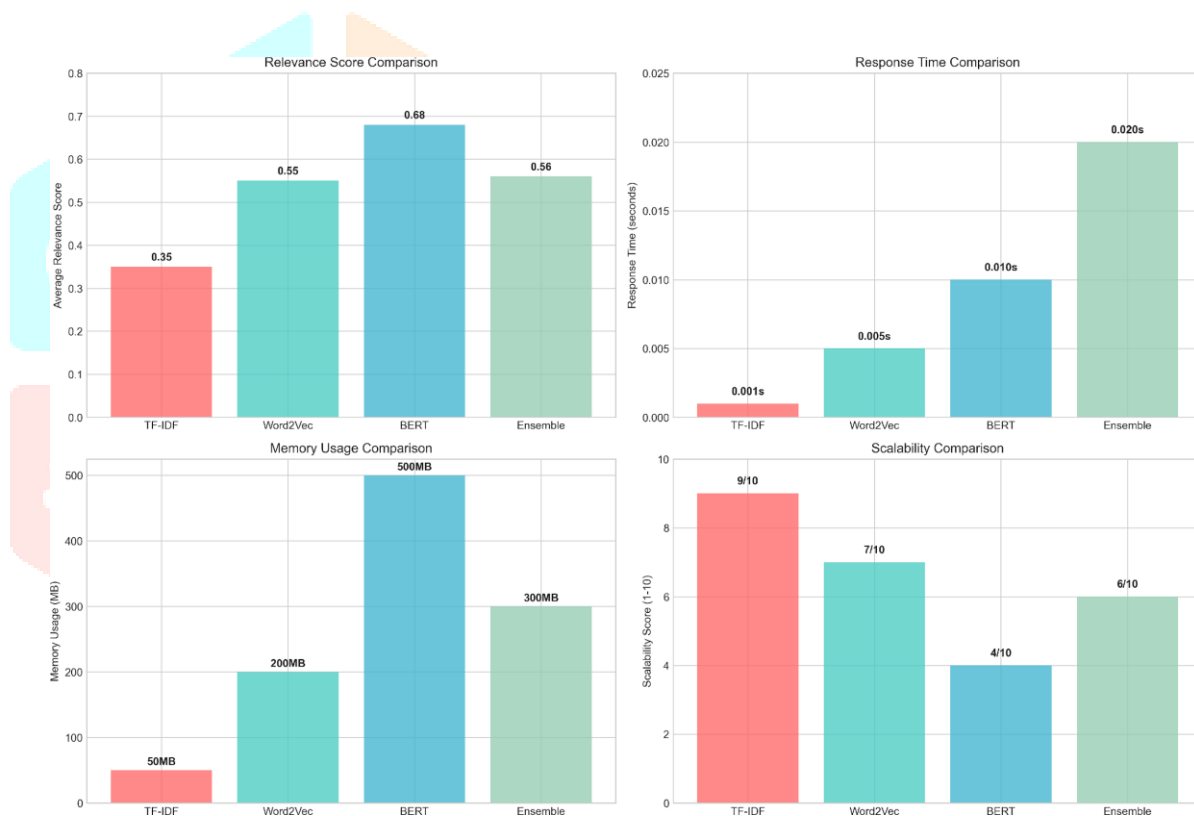 Relevance Score Comparison
Average Relevance Score
0.8
0.7
0.6
0.5
0.4
0.3
0.2
0.1
0.0
0.35
0.55
0.68
0.56
TF-IDF Word2Vec BERT Ensemble
Response Time Comparison
Response Time (seconds)
0.025
0.020
0.015
0.010
0.005
0.000
0.001s
0.005s
0.010s
0.020s
TF-IDF Word2Vec BERT Ensemble
Memory Usage Comparison
Memory Usage (MB)
500
400
300
200
100
0
50MB
200MB
500MB
300MB
TF-IDF Word2Vec BERT Ensemble
Scalability Comparison
Scalability Score (1-10)
10
8
6
4
2
0
9/10
7/10
4/10
6/10
TF-IDF Word2Vec BERT Ensemble